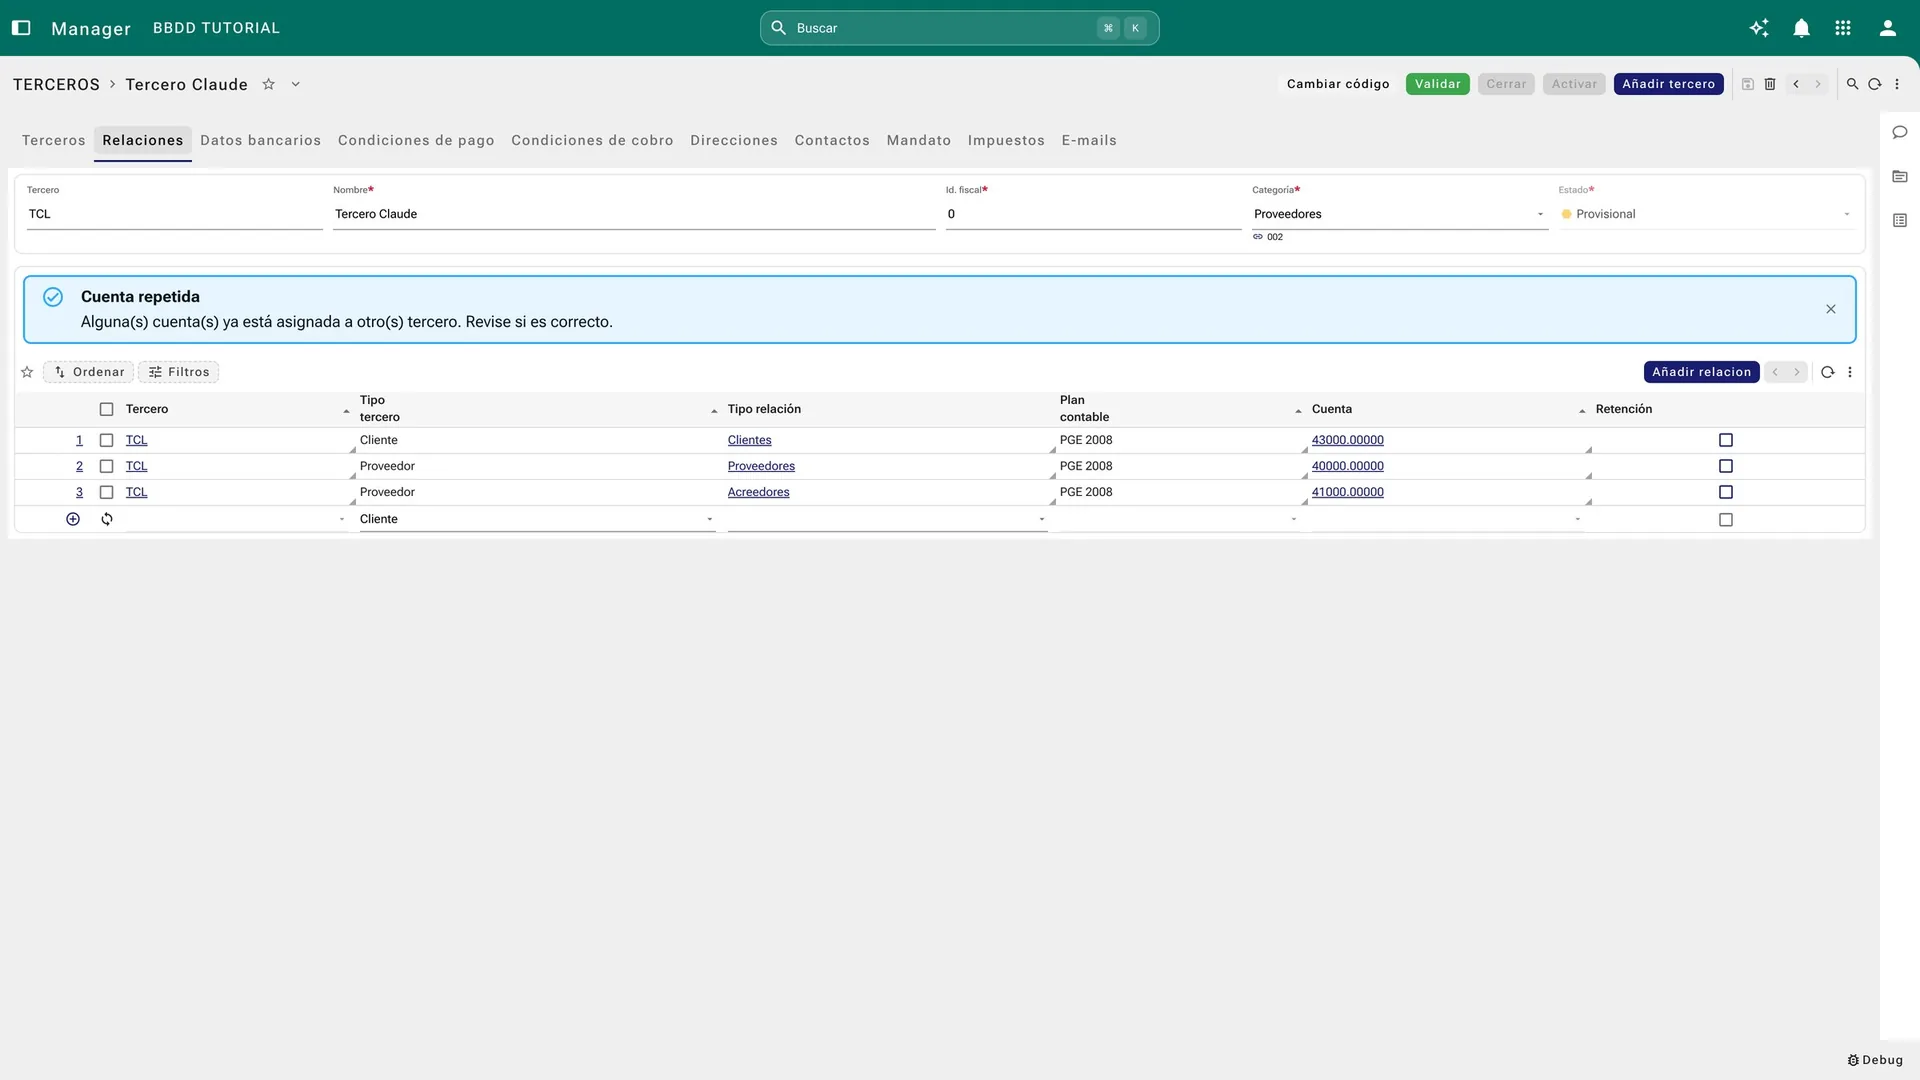 Manager
BBDD TUTORIAL
Buscar
⌘ K
TERCEROS > Tercero Claude
Cambiar código
Validar
Cerrar
Activar
Añadir tercero
Terceros
Relaciones
Datos bancarios
Condiciones de pago
Condiciones de cobro
Direcciones
Contactos
Mandato
Impuestos
E-mails
Tercero
Nombre*
Id. fiscal*
Categoría*
Estado*
TCL
Tercero Claude
0
Proveedores
Provisional
002
Cuenta repetida
Alguna(s) cuenta(s) ya está asignada a otro(s) tercero. Revise si es correcto.
Ordenar
Filtros
Añadir relacion
Tercero
Tipo tercero
Tipo relación
Plan contable
Cuenta
Retención
1 TCL Cliente Clientes PGE 2008 43000.00000
2 TCL Proveedor Proveedores PGE 2008 40000.00000
3 TCL Proveedor Acreedores PGE 2008 41000.00000
Cliente
Debug